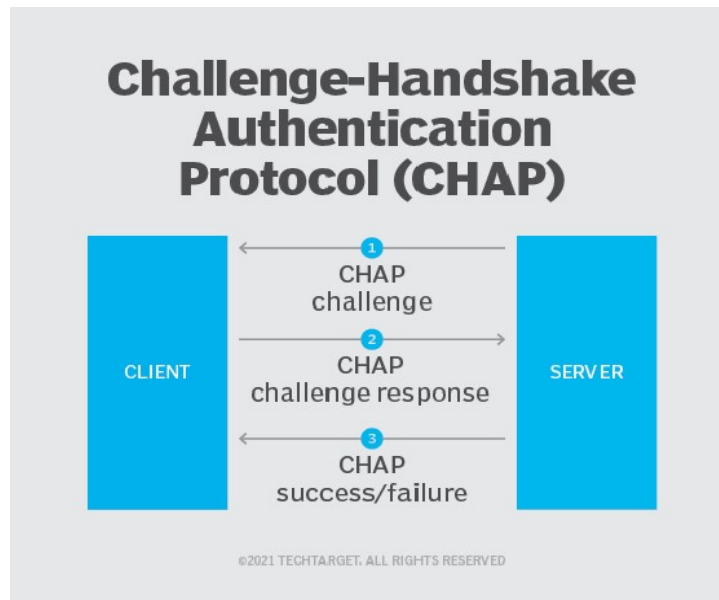 Challenge-Handshake
Authentication
Protocol (CHAP)
1
CHAP
challenge
CLIENT
2
CHAP
challenge response
SERVER
3
CHAP
success/failure
©2021 TECHTARGET. ALL RIGHTS RESERVED